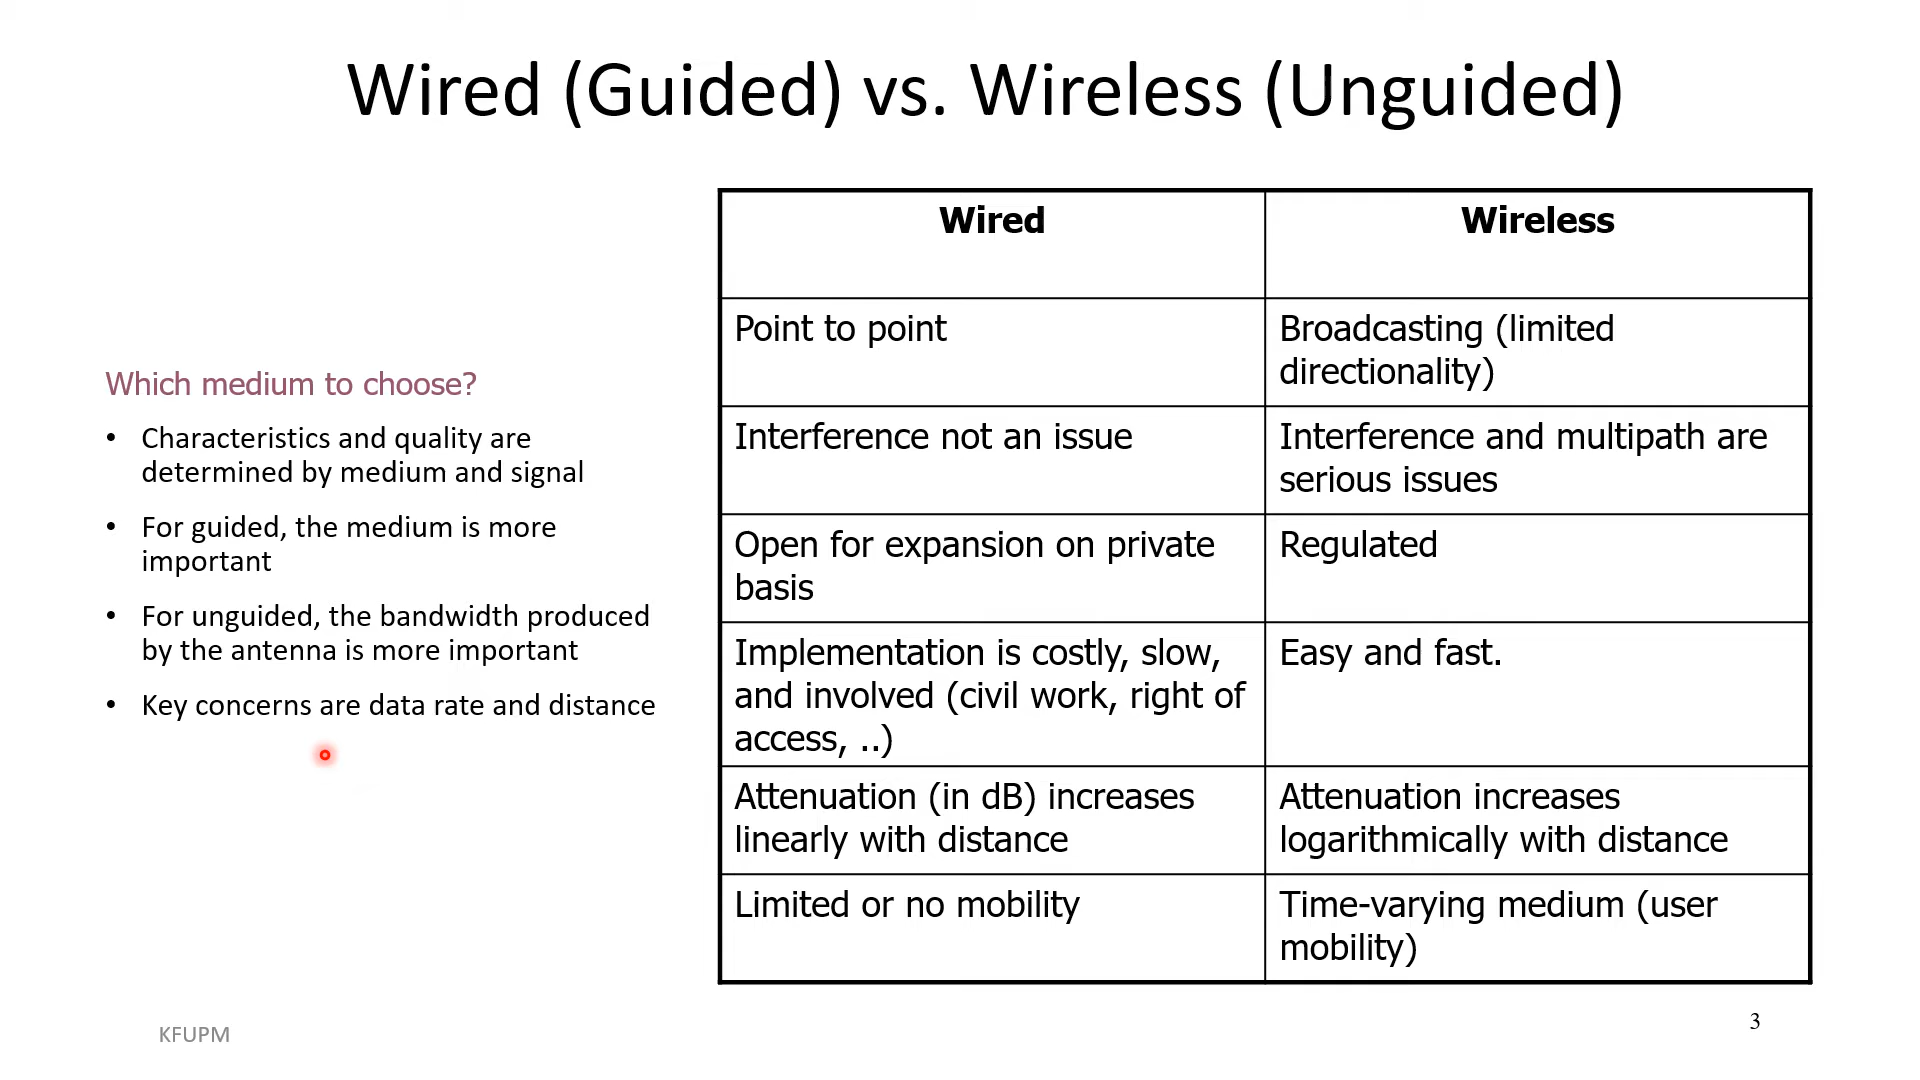 Wired (Guided) vs. Wireless (Unguided)
Which medium to choose?
• Characteristics and quality are
determined by medium and signal
• For guided, the medium is more
important
• For unguided, the bandwidth produced
by the antenna is more important
• Key concerns are data rate and distance
Wired
Wireless
Point to point
Broadcasting (limited
directionality)
Interference not an issue
Interference and multipath are
serious issues
Open for expansion on private
basis
Regulated
Implementation is costly, slow,
and involved (civil work, right of
access, ..)
Easy and fast.
Attenuation (in dB) increases
linearly with distance
Attenuation increases
logarithmically with distance
Limited or no mobility
Time-varying medium (user
mobility)
KFUPM
3